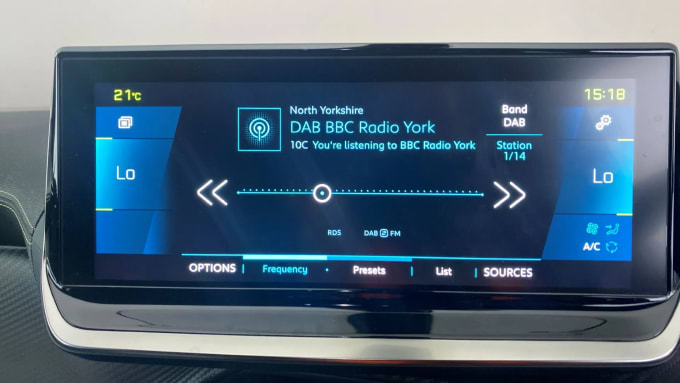 21°C
15:18
North Yorkshire
DAB BBC Radio York
10C You're listening to BBC Radio York
Band
DAB
Station
1/14
Lo
Lo
RDS
DAB FM
A/C
OPTIONS Frequency Presets List SOURCES